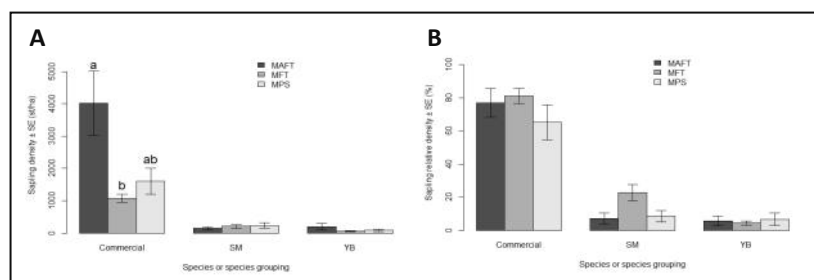 A
B
Sapling density ± SE (st/ha)
0 1000 2000 3000 4000 5000
a
b
ab
MAFT
MFT
MPS
Commercial SM YB
Species or species grouping
Sapling relative density ± SE (%)
0 20 40 60 80 100
MAFT
MFT
MPS
Commercial SM YB
Species or species grouping